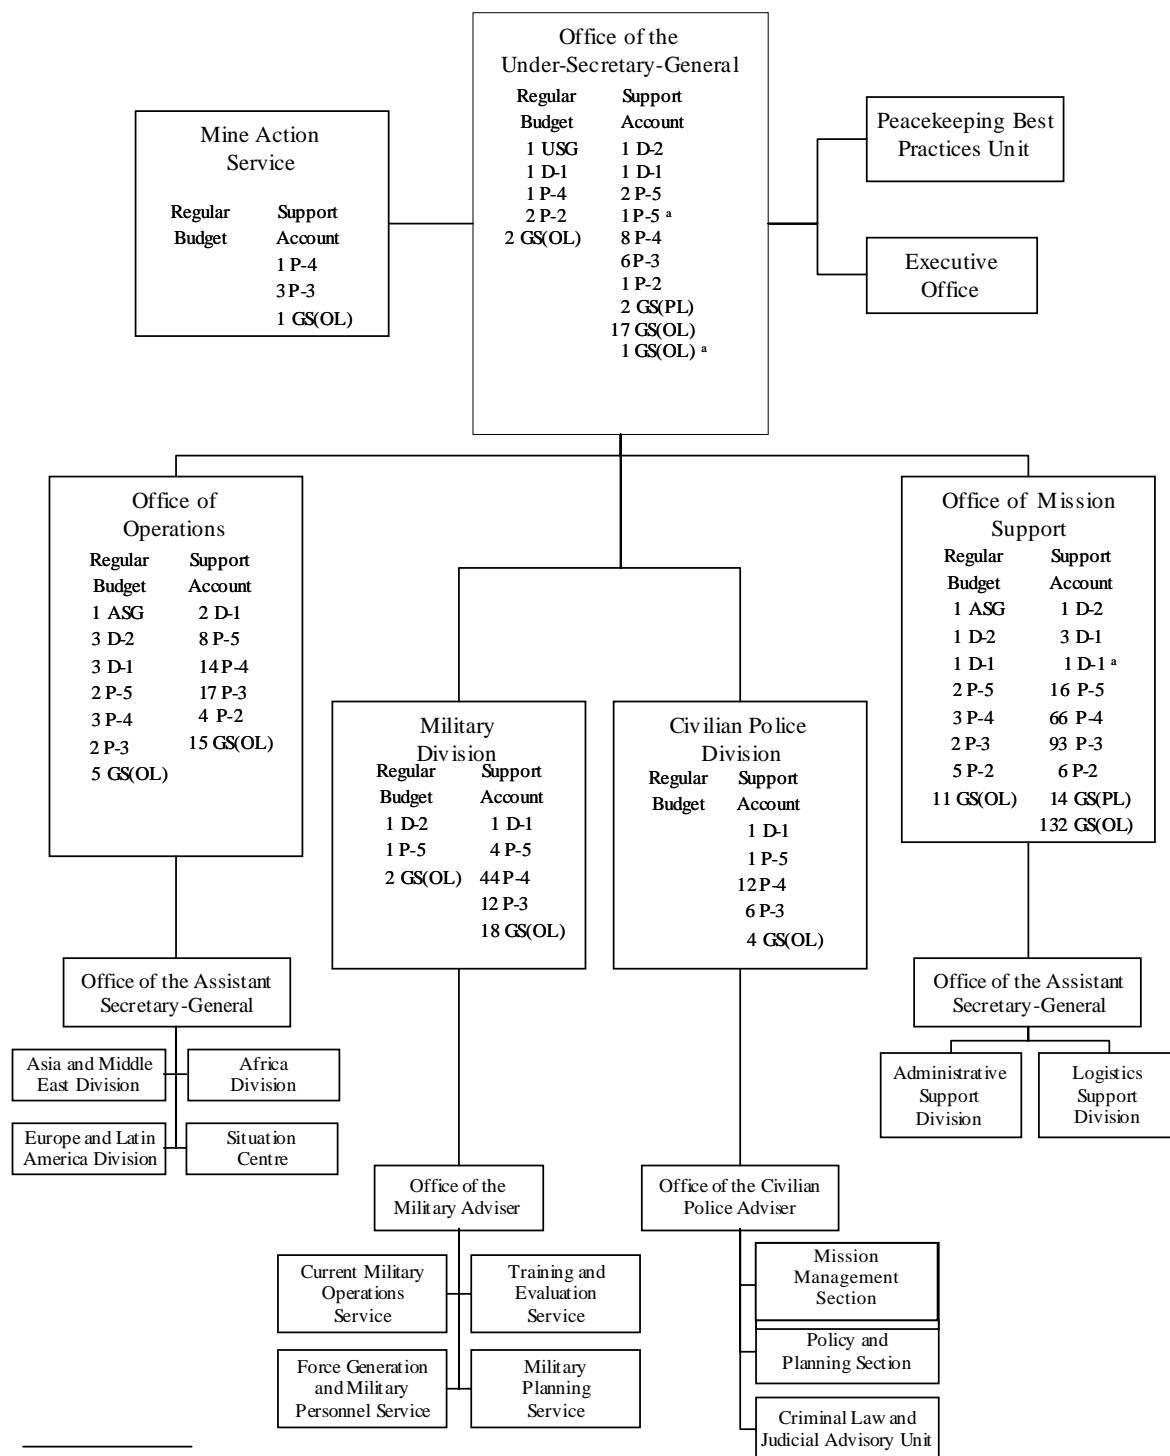 Office of the
Under-Secretary-General
Regular Support
Budget Account
1 USG 1 D-2
1 D-1 1 D-1
1 P-4 2 P-5
2 P-2 1 P-5 ª
2 GS(OL) 8 P-4
6 P-3
1 P-2
2 GS(PL)
17 GS(OL)
1 GS(OL) ª
Mine Action
Service
Regular Support
Budget Account
1 P-4
3 P-3
1 GS(OL)
Peacekeeping Best
Practices Unit
Executive
Office
Office of
Operations
Regular Support
Budget Account
1 ASG 2 D-1
3 D-2 8 P-5
3 D-1 14 P-4
2 P-5 17 P-3
3 P-4 4 P-2
2 P-3 15 GS(OL)
5 GS(OL)
Military
Division
Regular Support
Budget Account
1 D-2 1 D-1
1 P-5 4 P-5
2 GS(OL) 44 P-4
12 P-3
18 GS(OL)
Civilian Police
Division
Regular Support
Budget Account
1 D-1
1 P-5
12 P-4
6 P-3
4 GS(OL)
Office of Mission
Support
Regular Support
Budget Account
1 ASG 1 D-2
1 D-2 3 D-1
1 D-1 1 D-1 ª
2 P-5 16 P-5
3 P-4 66 P-4
2 P-3 93 P-3
5 P-2 6 P-2
11 GS(OL) 14 GS(PL)
132 GS(OL)
Office of the Assistant
Secretary-General
Asia and Middle
East Division
Africa
Division
Europe and Latin
America Division
Situation
Centre
Office of the Assistant
Secretary-General
Administrative
Support
Division
Logistics
Support
Division
Office of the
Military Adviser
Current Military
Operations
Service
Training and
Evaluation
Service
Force Generation
and Military
Personnel Service
Military
Planning
Service
Office of the Civilian
Police Adviser
Mission
Management
Section
Policy and
Planning Section
Criminal Law and
Judicial Advisory Unit